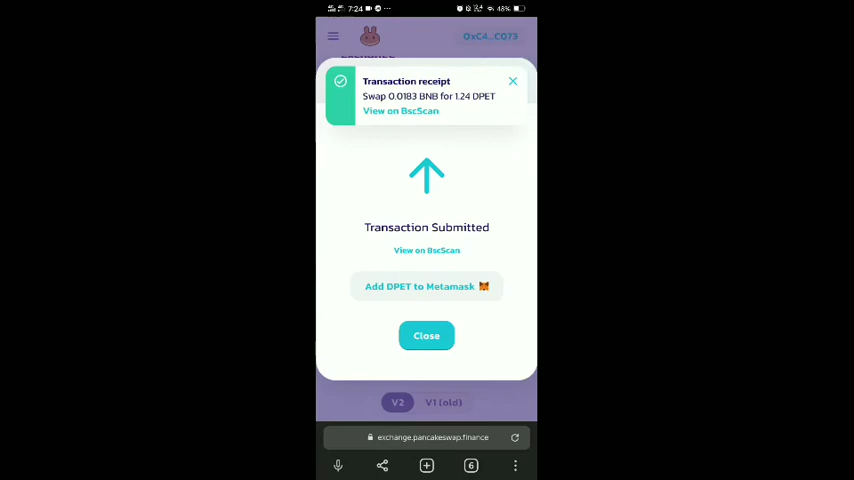 7:24
48%
0xC4...C073
Transaction receipt
Swap 0.0183 BNB for 1.24 DPET
View on BscScan
Transaction Submitted
View on BscScan
Add DPET to Metamask
Close
V2 V1 (old)
exchange.pancakeswap.finance
6